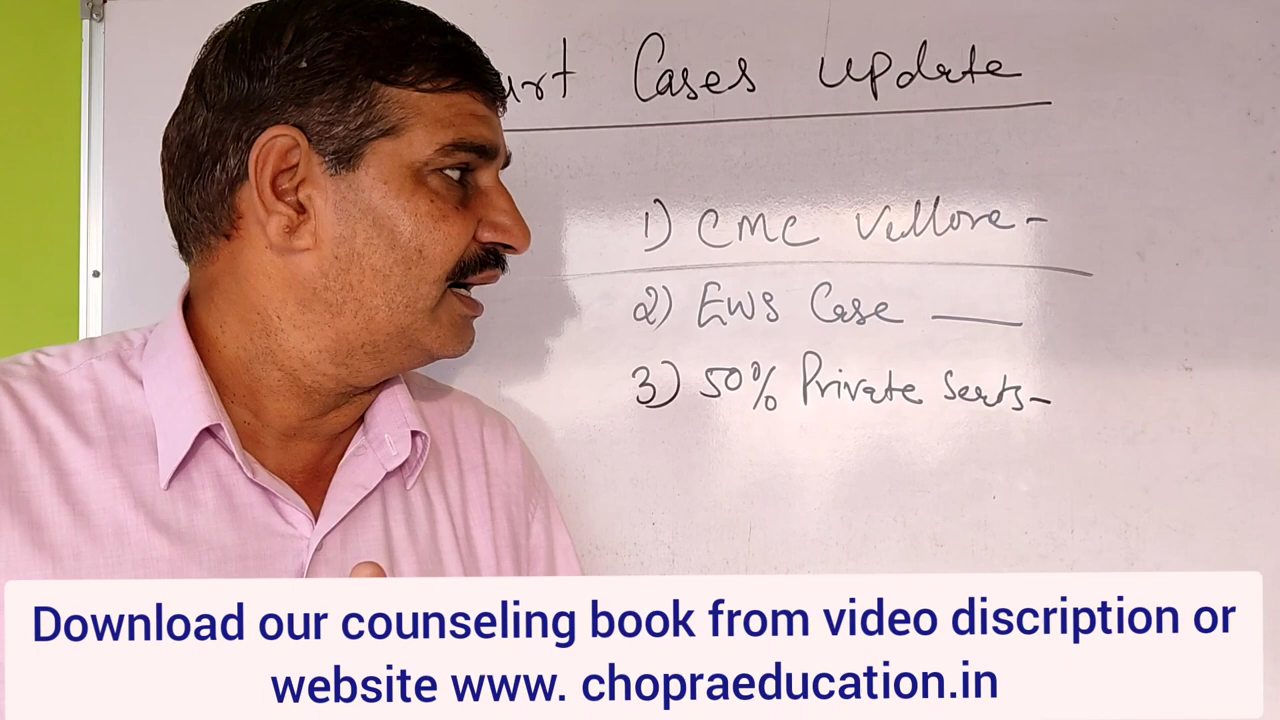 urt Cases Update
1) CMC Vellore -
2) EWS Case —
3) 50% Private Seats -
Download our counseling book from video discription or
website www. chopraeducation.in